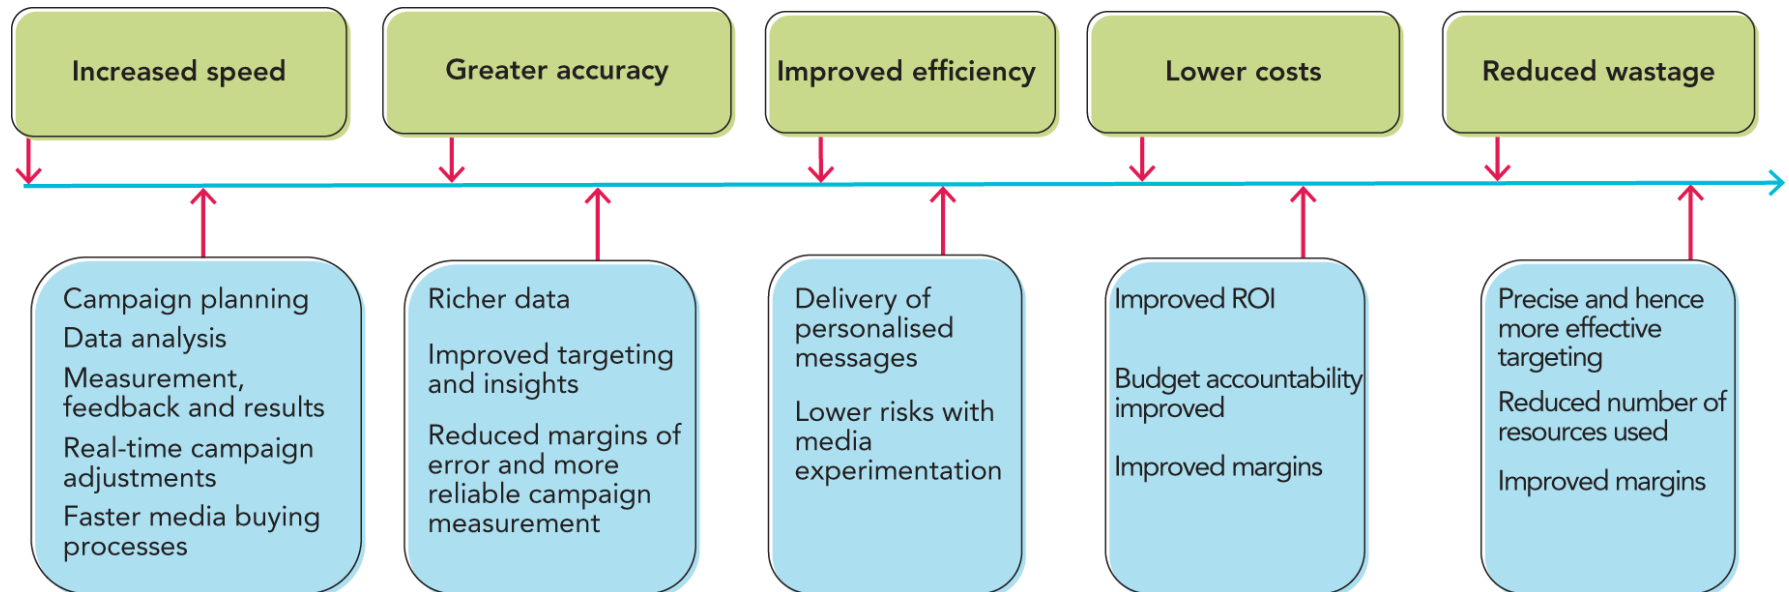 Increased speed
Greater accuracy
Improved efficiency
Lower costs
Reduced wastage
Campaign planning
Data analysis
Measurement,
feedback and results
Real-time campaign
adjustments
Faster media buying
processes
Richer data
Improved targeting
and insights
Reduced margins of
error and more
reliable campaign
measurement
Delivery of
personalised
messages
Lower risks with
media
experimentation
Improved ROI
Budget accountability
improved
Improved margins
Precise and hence
more effective
targeting
Reduced number of
resources used
Improved margins